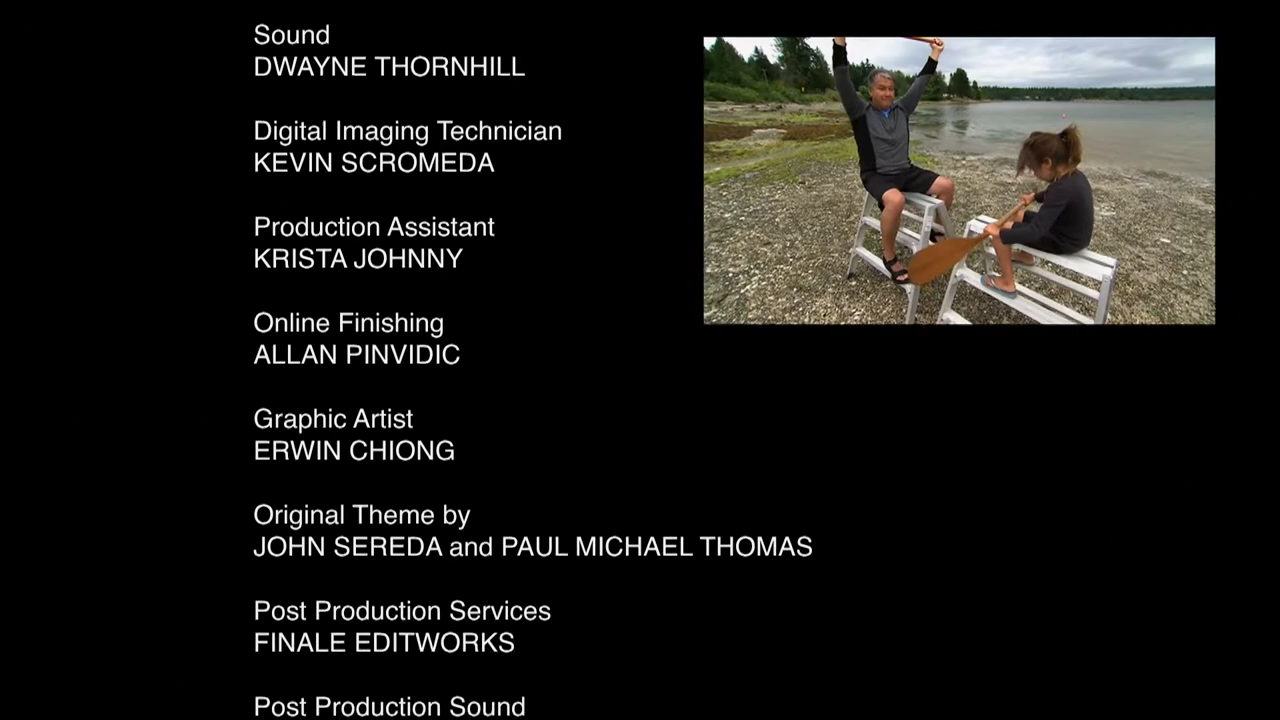 Sound
DWAYNE THORNHILL
Digital Imaging Technician
KEVIN SCROMEDA
Production Assistant
KRISTA JOHNNY
Online Finishing
ALLAN PINVIDIC
Graphic Artist
ERWIN CHIONG
Original Theme by
JOHN SEREDA and PAUL MICHAEL THOMAS
Post Production Services
FINALE EDITWORKS
Post Production Sound